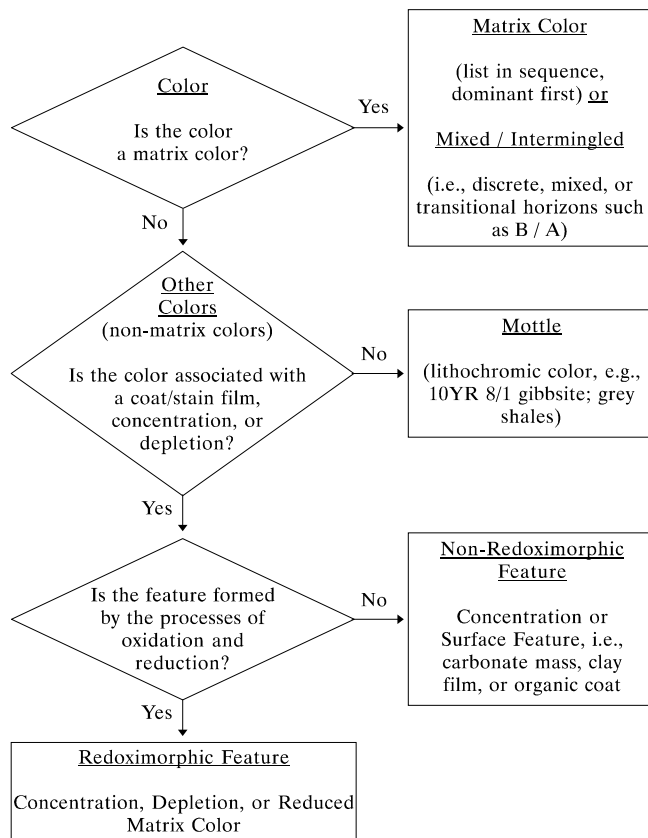 Color
Is the color
a matrix color?
Yes
Matrix Color
(list in sequence,
dominant first) or
Mixed / Intermingled
(i.e., discrete, mixed, or
transitional horizons such
as B / A)
No
Other
Colors
(non-matrix colors)
Is the color associated with
a coat/stain film,
concentration, or
depletion?
No
Mottle
(lithochromic color, e.g.,
10YR 8/1 gibbsite; grey
shales)
Yes
Is the feature formed
by the processes of
oxidation and
reduction?
No
Non-Redoximorphic
Feature
Concentration or
Surface Feature, i.e.,
carbonate mass, clay
film, or organic coat
Yes
Redoximorphic Feature
Concentration, Depletion, or Reduced
Matrix Color